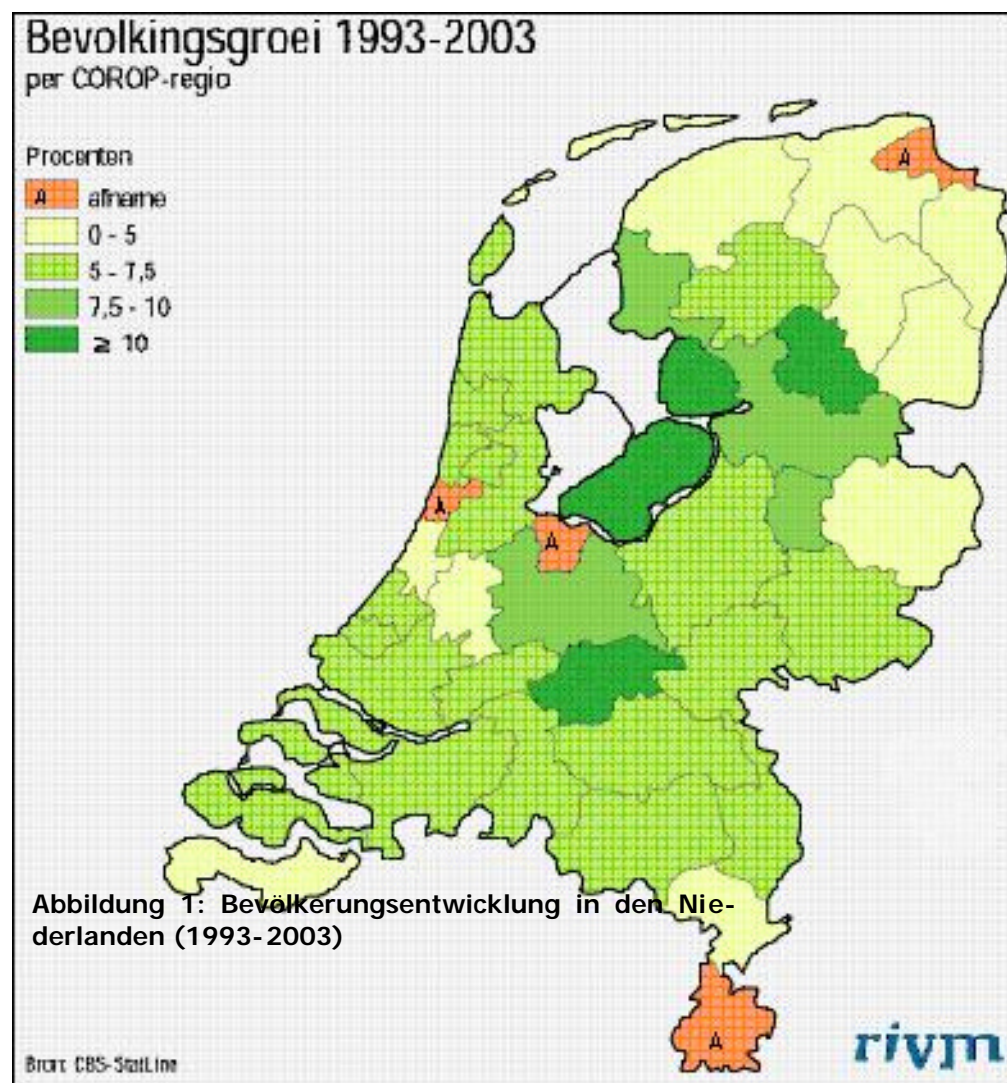 Bevolkingsgroei 1993-2003
per COROP-regio
Procenten
A afname
0 - 5
5 - 7,5
7,5 - 10
≥ 10
A
A
A
A
Abbildung 1: Bevölkerungsentwicklung in den Nie-
derlanden (1993-2003)
Bron: CBS-StatLine
rivm